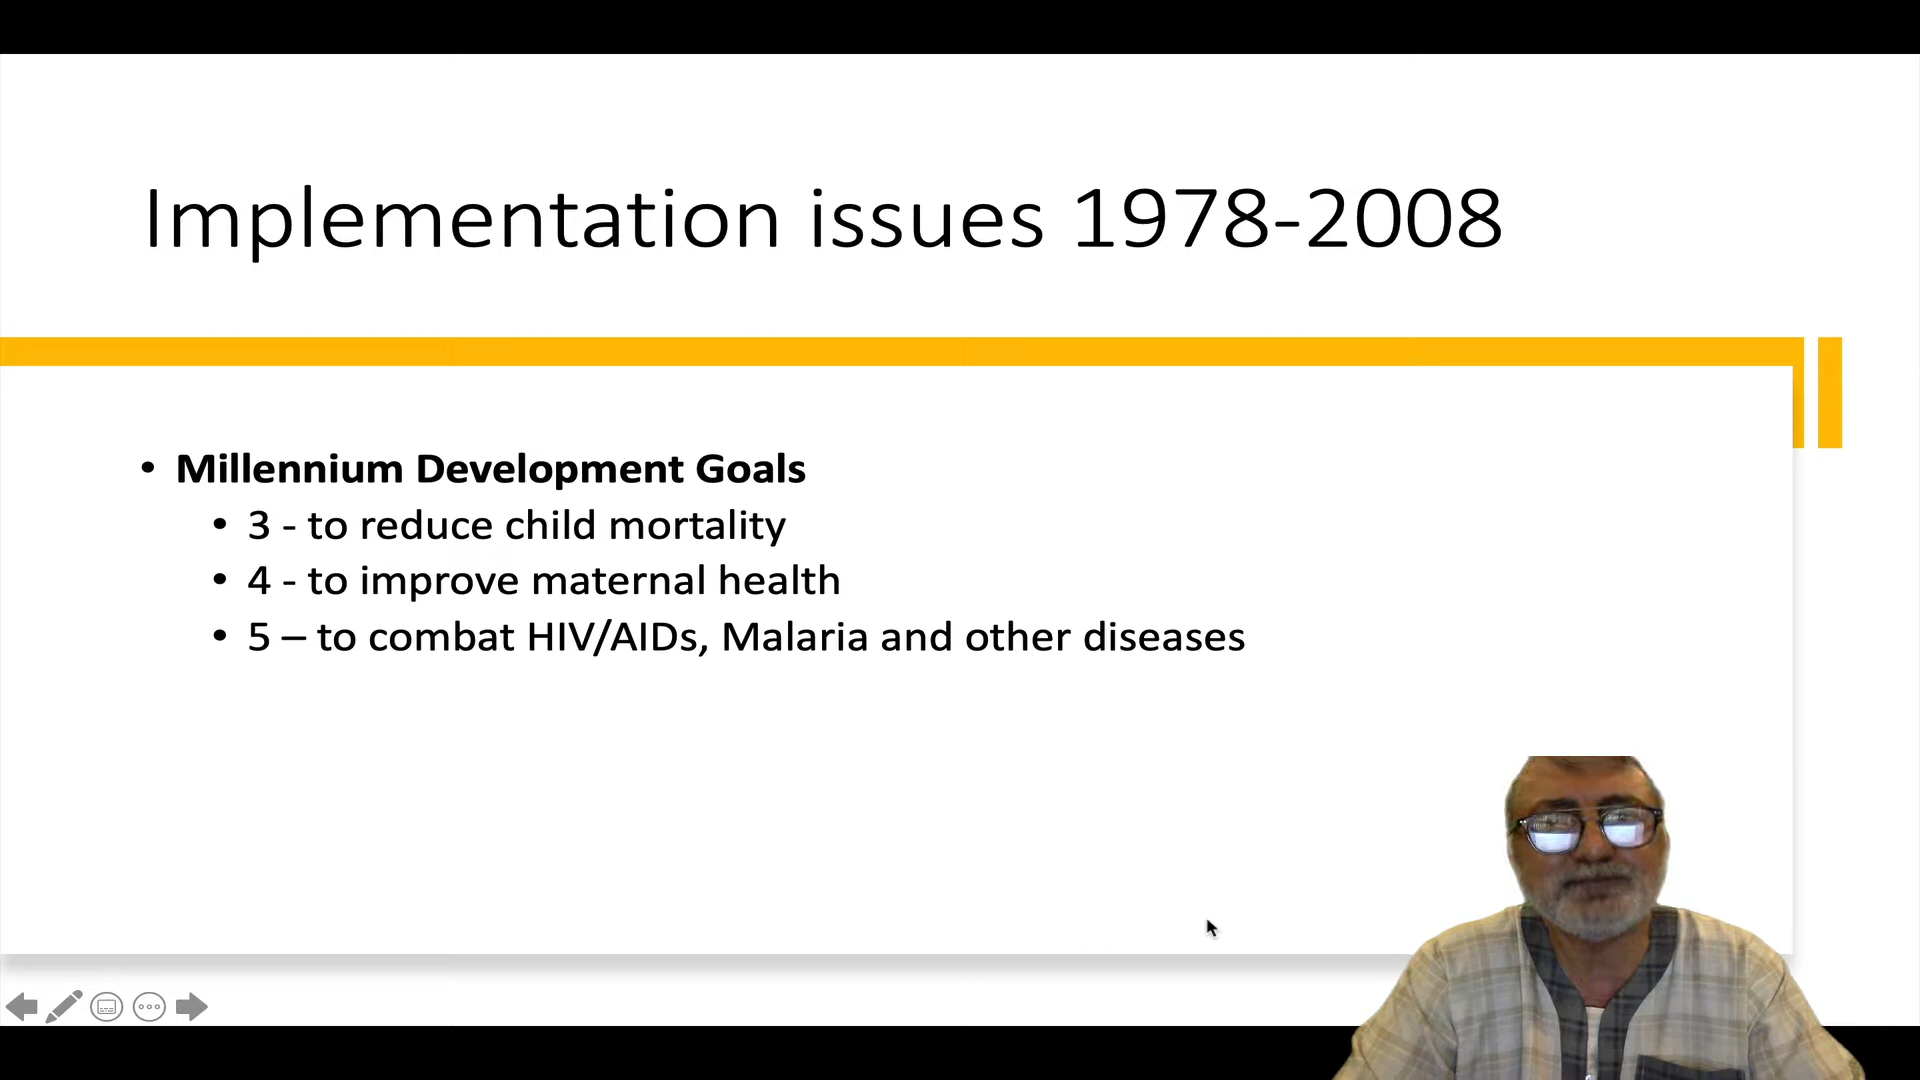 Implementation issues 1978-2008
• Millennium Development Goals
• 3 - to reduce child mortality
• 4 - to improve maternal health
• 5 – to combat HIV/AIDs, Malaria and other diseases